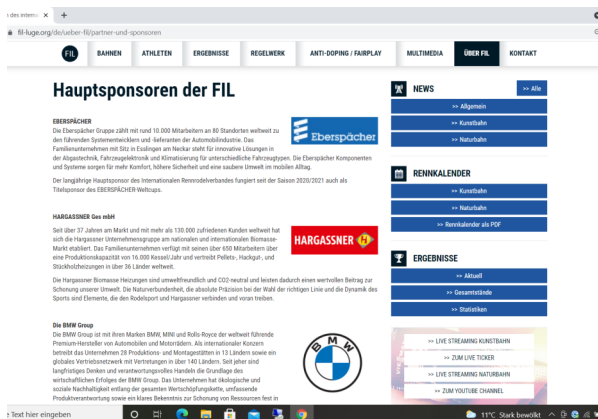 des internat
fil-luge.org/de/ueber-fil/partner-und-sponsoren
FIL
BAHNEN
ATHLETEN
ERGEBNISSE
REGELWERK
ANTI-DOPING / FAIRPLAY
MULTIMEDIA
ÜBER FIL
KONTAKT
Hauptsponsoren der FIL
EBERSPÄCHER
Die Eberspächer Gruppe zählt mit rund 10.000 Mitarbeitern an 80 Standorten weltweit zu
den führenden Systementwicklern und -lieferanten der Automobilindustrie. Das
Familienunternehmen mit Sitz in Esslingen am Neckar steht für innovative Lösungen in
der Abgastechnik, Fahrzeugelektronik und Klimatisierung für unterschiedliche Fahrzeugtypen. Die Eberspächer Komponenten
und Systeme sorgen für mehr Komfort, höhere Sicherheit und eine saubere Umwelt im mobilen Alltag.
Eberspächer
Der langjährige Hauptsponsor des Internationalen Rennrodelverbandes fungiert seit der Saison 2020/2021 auch als
Titelsponsor des EBERSPÄCHER-Weltcups.
HARGASSNER Ges mbH
Seit über 37 Jahren am Markt und mit mehr als 130.000 zufriedenen Kunden weltweit hat
sich die Hargassner Unternehmensgruppe am nationalen und internationalen Biomasse-
Markt etabliert. Das Familienunternehmen verfügt mit seinen über 650 Mitarbeitern über
eine Produktionskapazität von 16.000 Kessel/Jahr und vertreibt Pellets-, Hackgut-, und
Stückholzheizungen in über 36 Länder weltweit.
HARGASSNER
Die Hargassner Biomasse Heizungen sind umweltfreundlich und CO2-neutral und leisten dadurch einen wertvollen Beitrag zur
Schonung unserer Umwelt. Die Naturverbundenheit, die absolute Präzision bei der Wahl der richtigen Linie und die Dynamik des
Sports sind Elemente, die den Rodelsport und Hargassner verbinden und voran treiben.
Die BMW Group
Die BMW Group ist mit ihren Marken BMW, MINI und Rolls-Royce der weltweit führende
Premium-Hersteller von Automobilen und Motorrädern. Als internationaler Konzern
betreibt das Unternehmen 28 Produktions- und Montagestätten in 13 Ländern sowie ein
globales Vertriebsnetzwerk mit Vertretungen in über 140 Ländern. Seit jeher sind
langfristiges Denken und verantwortungsvolles Handeln die Grundlage des
wirtschaftlichen Erfolges der BMW Group. Das Unternehmen hat ökologische und
soziale Nachhaltigkeit entlang der gesamten Wertschöpfungskette, umfassende
Produktverantwortung sowie ein klares Bekenntnis zur Schonung von Ressourcen fest in
BMW
NEWS
>> Alle
>> Allgemein
>> Kunstbahn
>> Naturbahn
RENNKALENDER
>> Kunstbahn
>> Naturbahn
>> Rennkalender als PDF
ERGEBNISSE
>> Aktuell
>> Gesamtstände
>> Statistiken
>> LIVE STREAMING KUNSTBAHN
>> ZUM LIVE TICKER
>> LIVE STREAMING NATURBAHN
>> ZUM YOUTUBE CHANNEL
Text hier eingeben
11°C Stark bewölkt